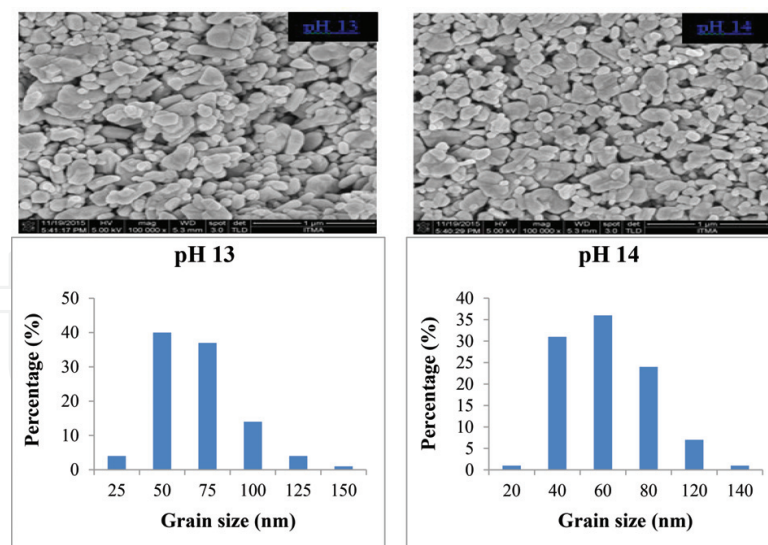 pH 13
11/19/2015 HV mag WD spot det 1 µm
5:41:17 PM 5.00 kV 100 000 x 5.3 mm 3.0 TLD ITMA
pH 14
11/19/2015 HV mag WD spot det 1 µm
5:40:29 PM 5.00 kV 100 000 x 5.3 mm 3.0 TLD ITMA
pH 13
Percentage (%)
50
40
30
20
10
0
25 50 75 100 125 150
Grain size (nm)
pH 14
Percentage (%)
40
35
30
25
20
15
10
5
0
20 40 60 80 120 140
Grain size (nm)